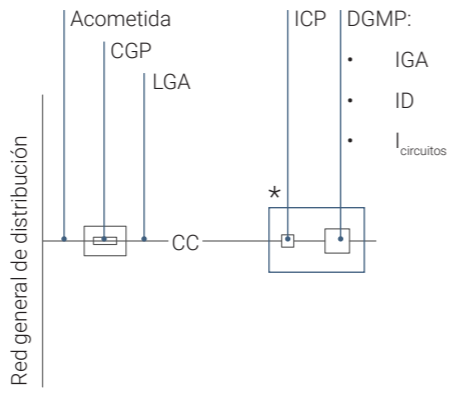 Acometida
CGP
LGA
ICP
DGMP:
• IGA
• ID
• Icircuitos
*
CC
Red general de distribución